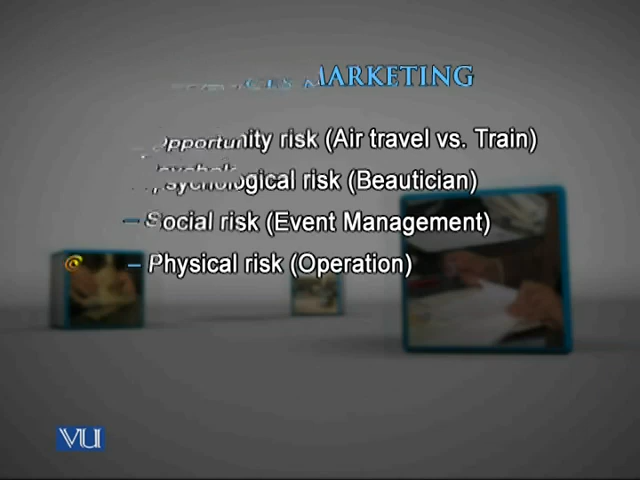 MARKETING
Opportunity risk (Air travel vs. Train)
Psychological risk (Beautician)
– Social risk (Event Management)
– Physical risk (Operation)
VU